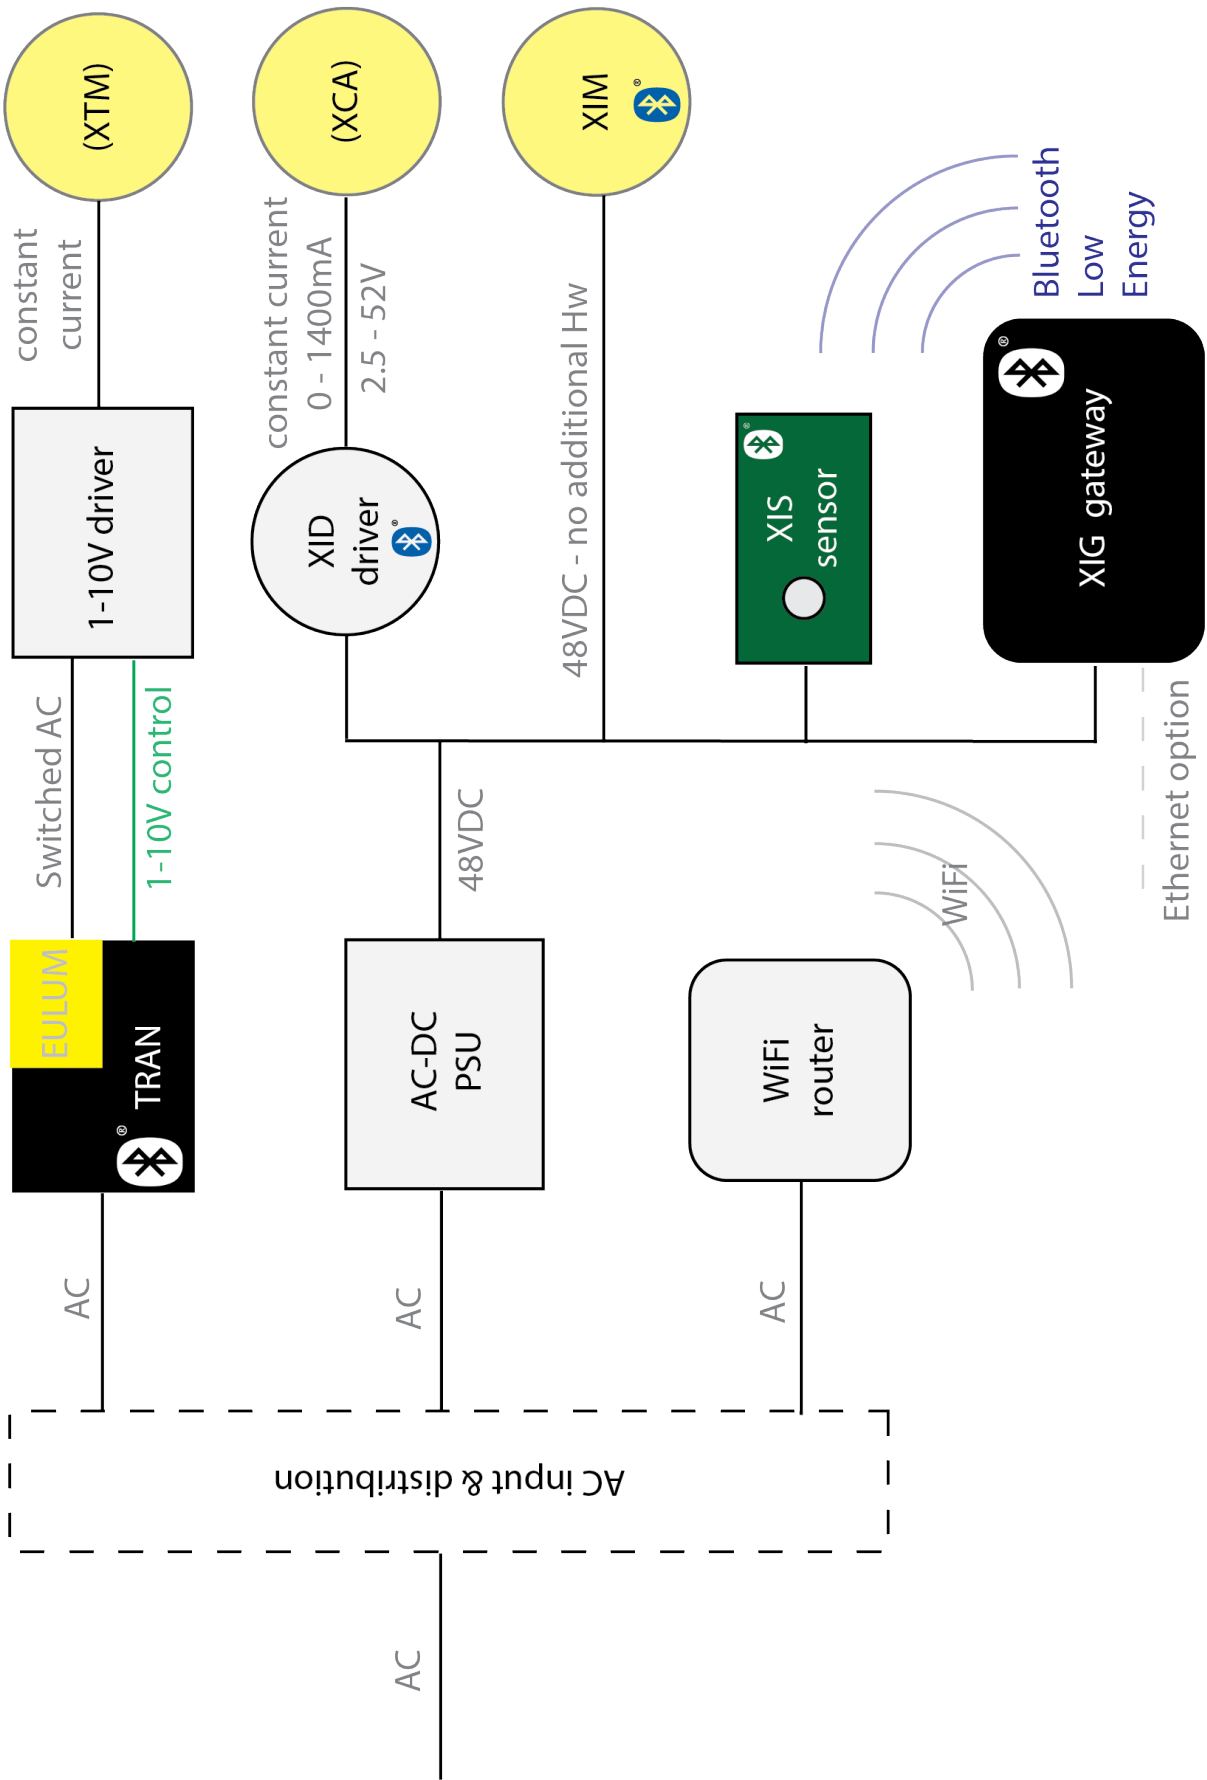 AC
AC input & distribution
AC
AC
AC
EULUM
TRAN
®
Switched AC
1-10V control
1-10V driver
constant
current
(XTM)
AC-DC
PSU
48VDC
XID
driver
®
constant current
0 - 1400mA
2.5 - 52V
(XCA)
48VDC - no additional Hw
XIM
®
WiFi
router
WiFi
XIS
sensor
®
XIG gateway
®
Ethernet option
Bluetooth
Low
Energy